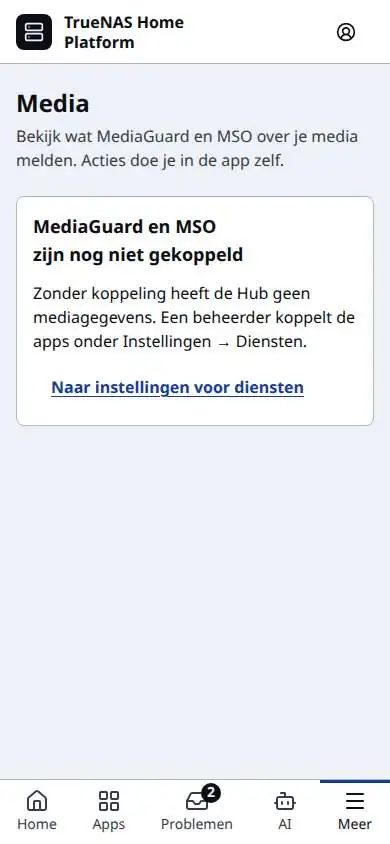 TrueNAS Home
Platform
Media
Bekijk wat MediaGuard en MSO over je media
melden. Acties doe je in de app zelf.
MediaGuard en MSO
zijn nog niet gekoppeld
Zonder koppeling heeft de Hub geen
mediagegevens. Een beheerder koppelt de
apps onder Instellingen → Diensten.
Naar instellingen voor diensten
2
Home Apps Problemen AI Meer